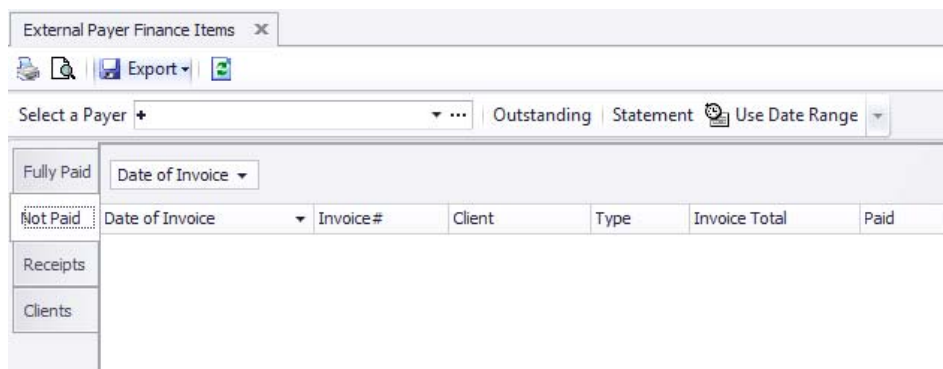 External Payer Finance Items
Export
Select a Payer + ... Outstanding Statement Use Date Range
Fully Paid
Date of Invoice
Not Paid
Date of Invoice Invoice# Client Type Invoice Total Paid
Receipts
Clients